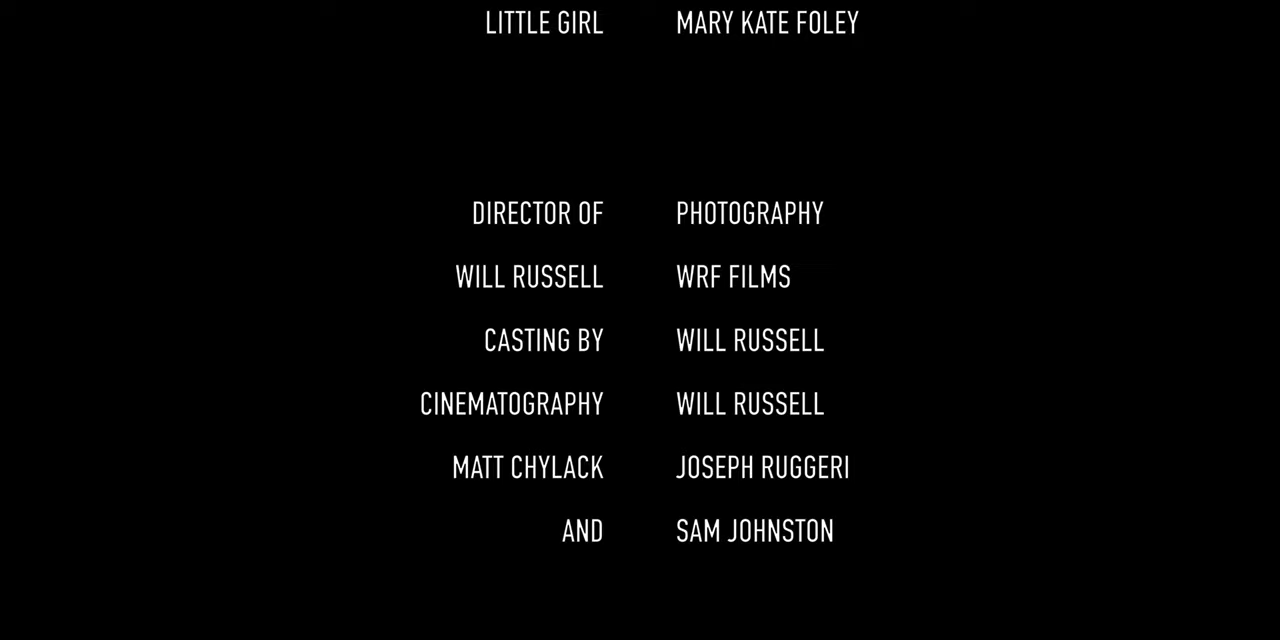 LITTLE GIRL MARY KATE FOLEY
DIRECTOR OF PHOTOGRAPHY
WILL RUSSELL WRF FILMS
CASTING BY WILL RUSSELL
CINEMATOGRAPHY WILL RUSSELL
MATT CHYLACK JOSEPH RUGGERI
AND SAM JOHNSTON